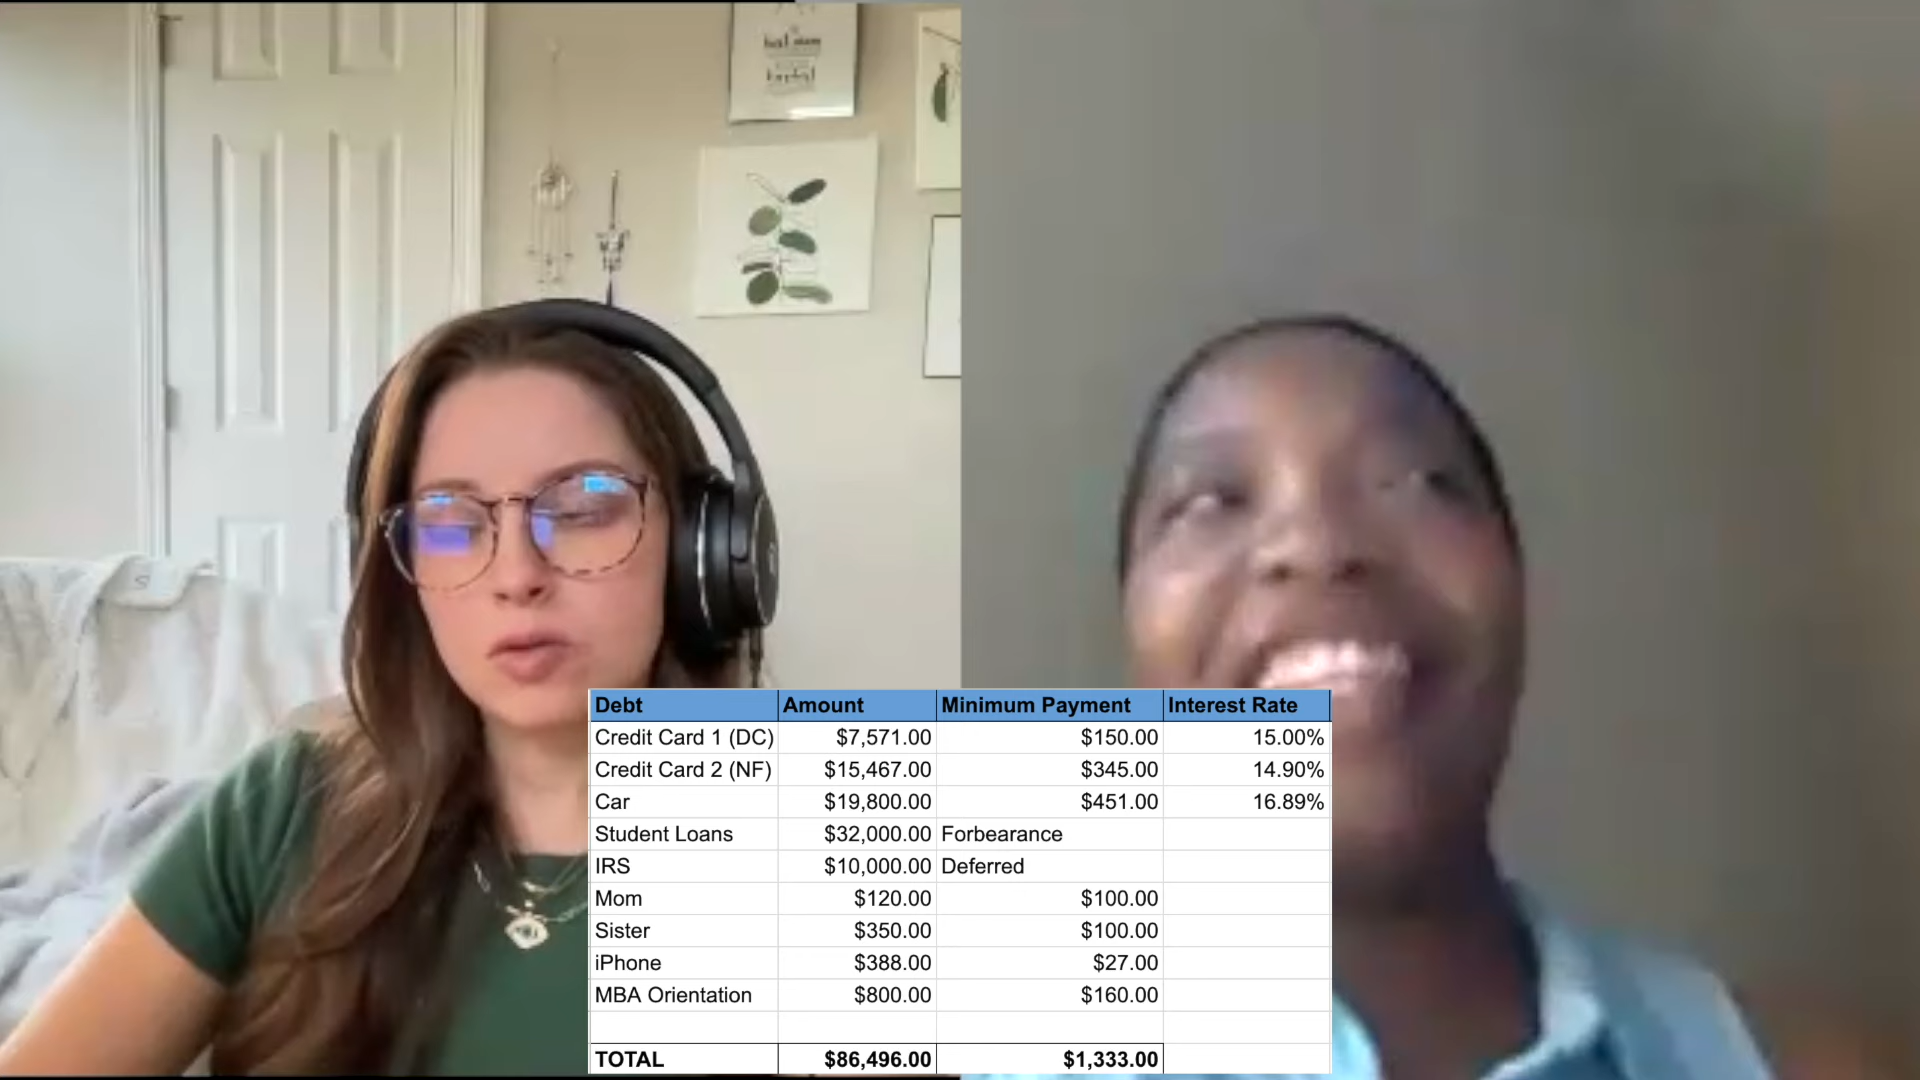 Debt Amount Minimum Payment Interest Rate
Credit Card 1 (DC) $7,571.00 $150.00 15.00%
Credit Card 2 (NF) $15,467.00 $345.00 14.90%
Car $19,800.00 $451.00 16.89%
Student Loans $32,000.00 Forbearance
IRS $10,000.00 Deferred
Mom $120.00 $100.00
Sister $350.00 $100.00
iPhone $388.00 $27.00
MBA Orientation $800.00 $160.00
TOTAL $86,496.00 $1,333.00